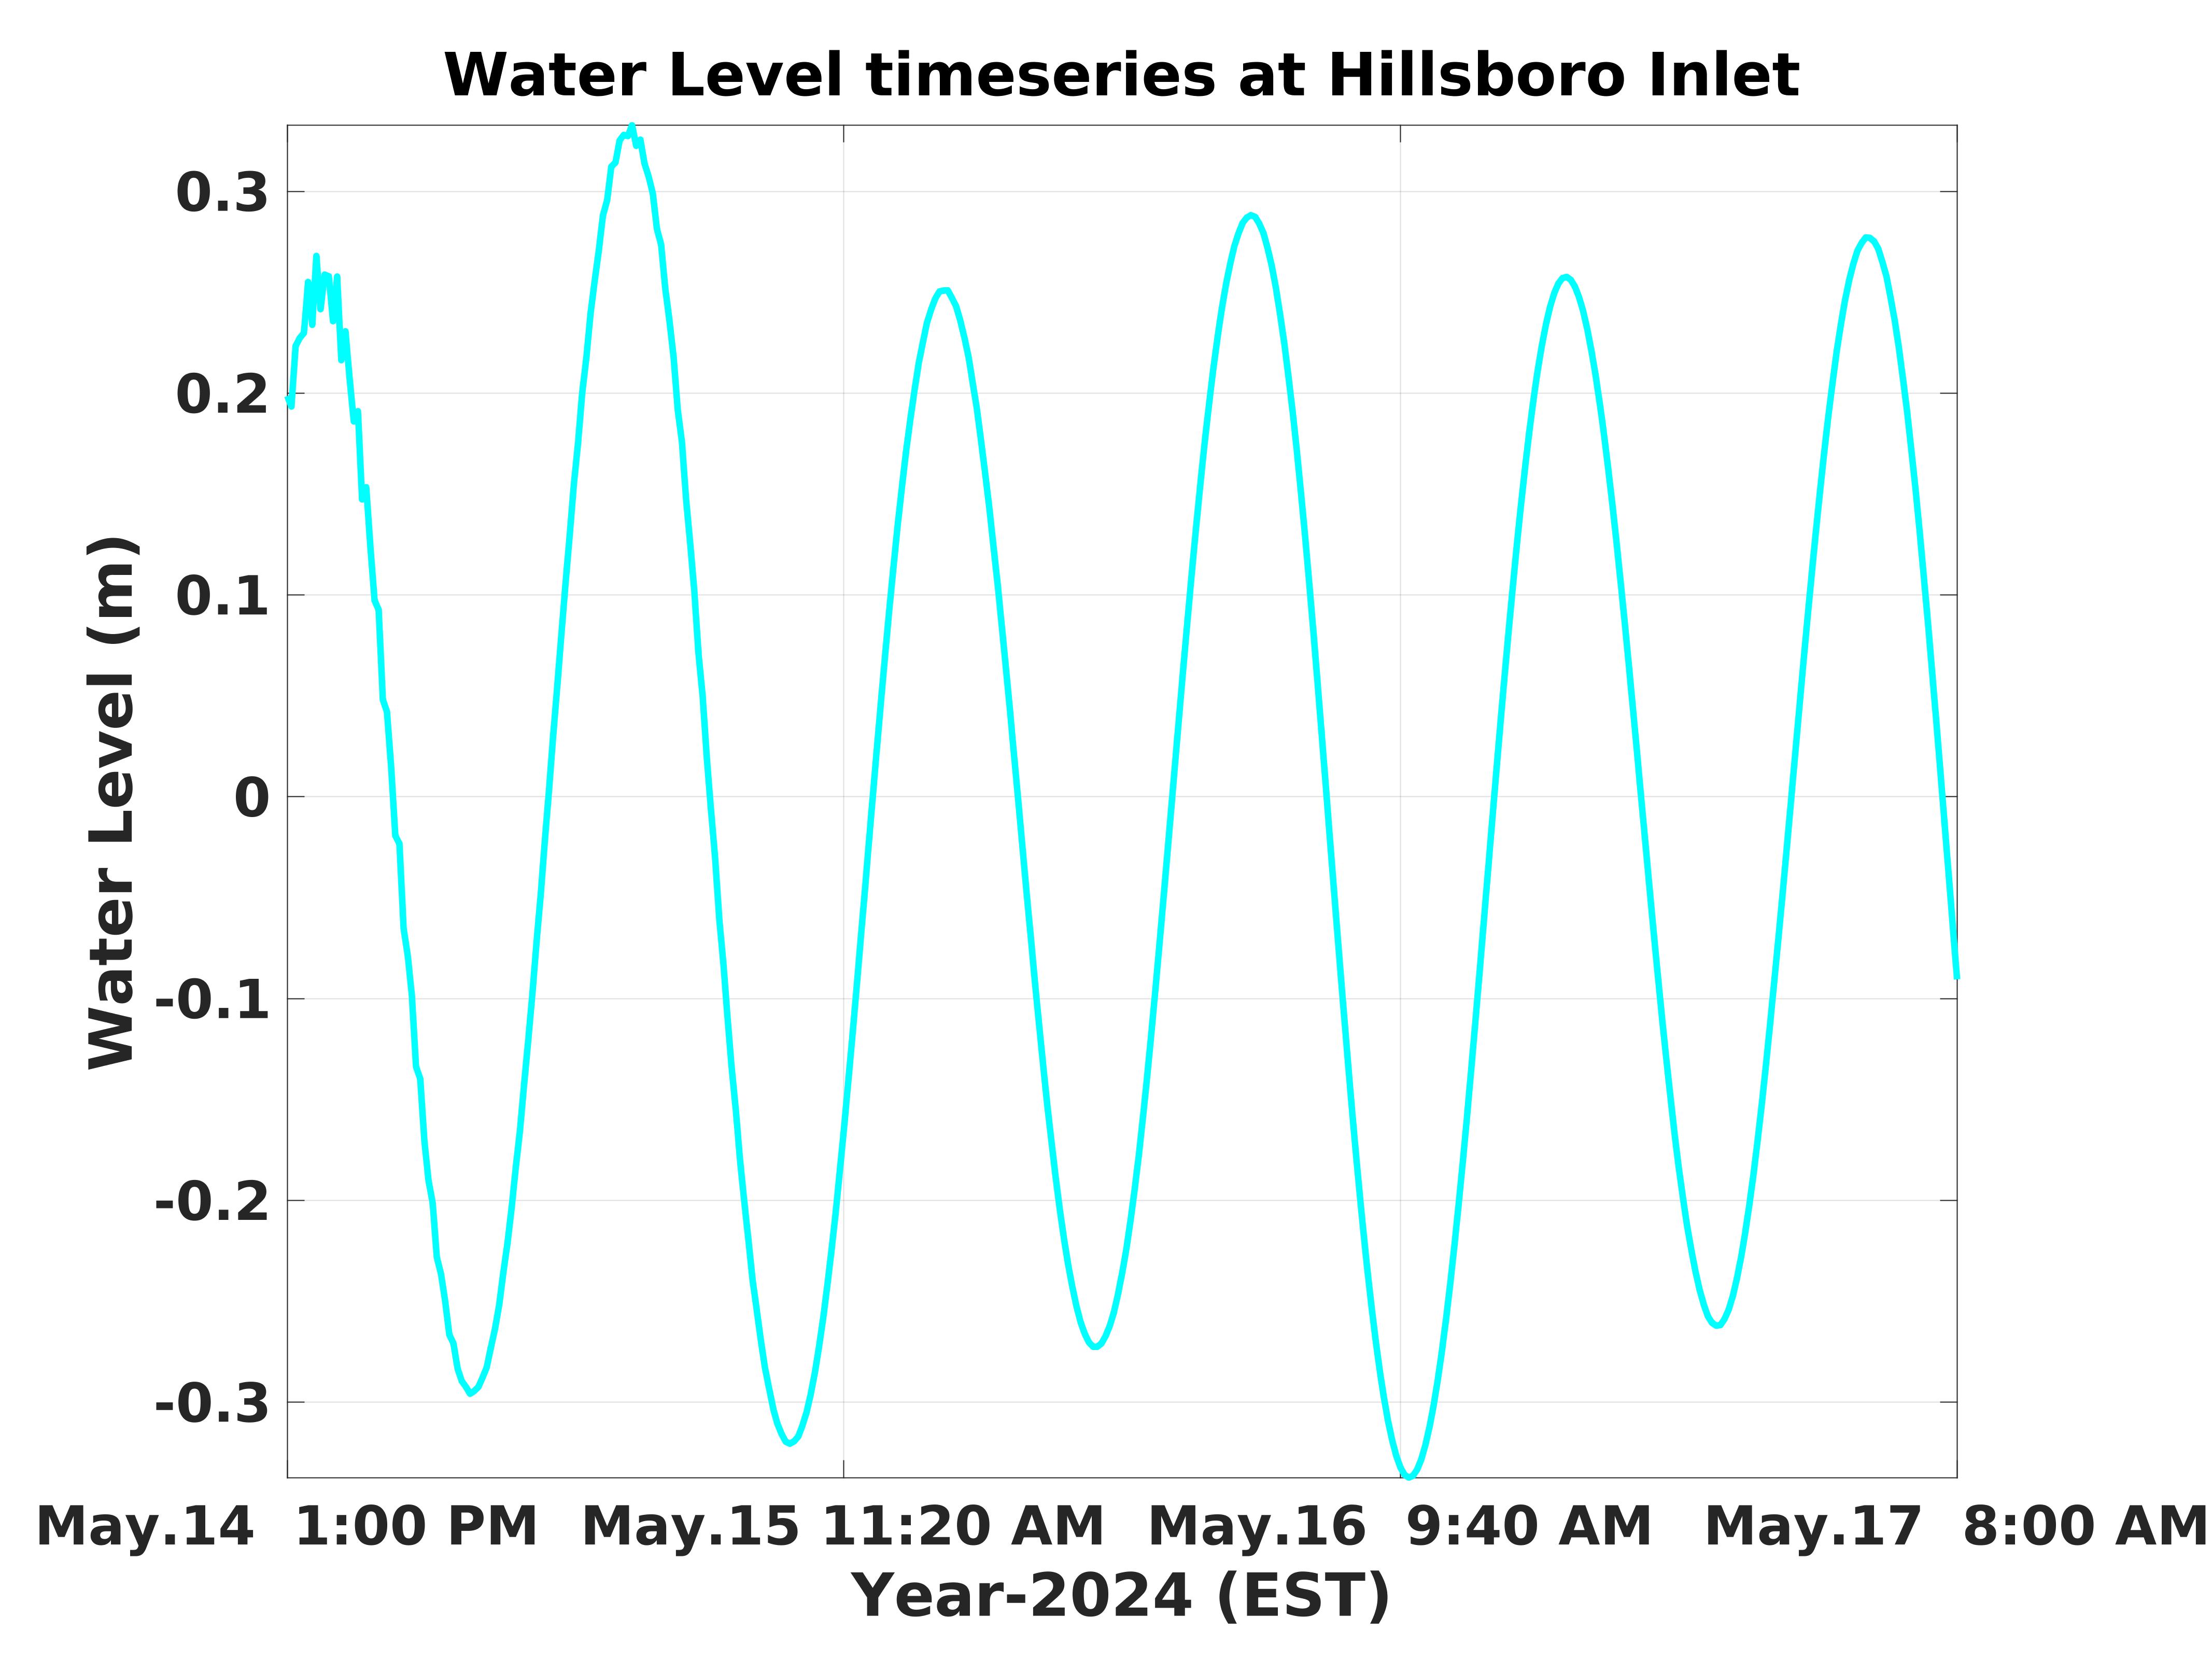 Water Level timeseries at Hillsboro Inlet
Water Level (m)
0.3
0.2
0.1
0
-0.1
-0.2
-0.3
May.14 1:00 PM May.15 11:20 AM May.16 9:40 AM May.17 8:00 AM
Year-2024 (EST)